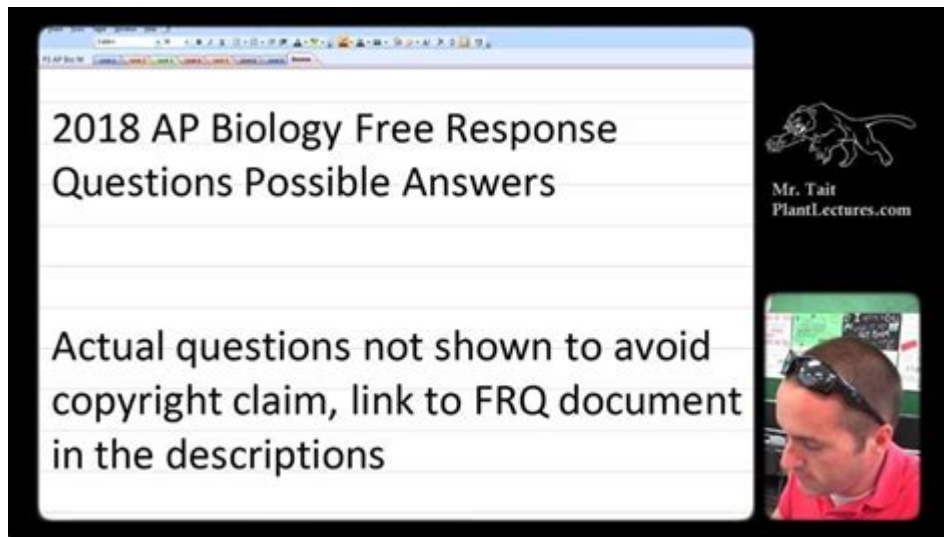 2018 AP Biology Free Response
Questions Possible Answers
Actual questions not shown to avoid
copyright claim, link to FRQ document
in the descriptions
Mr. Tait
PlantLectures.com